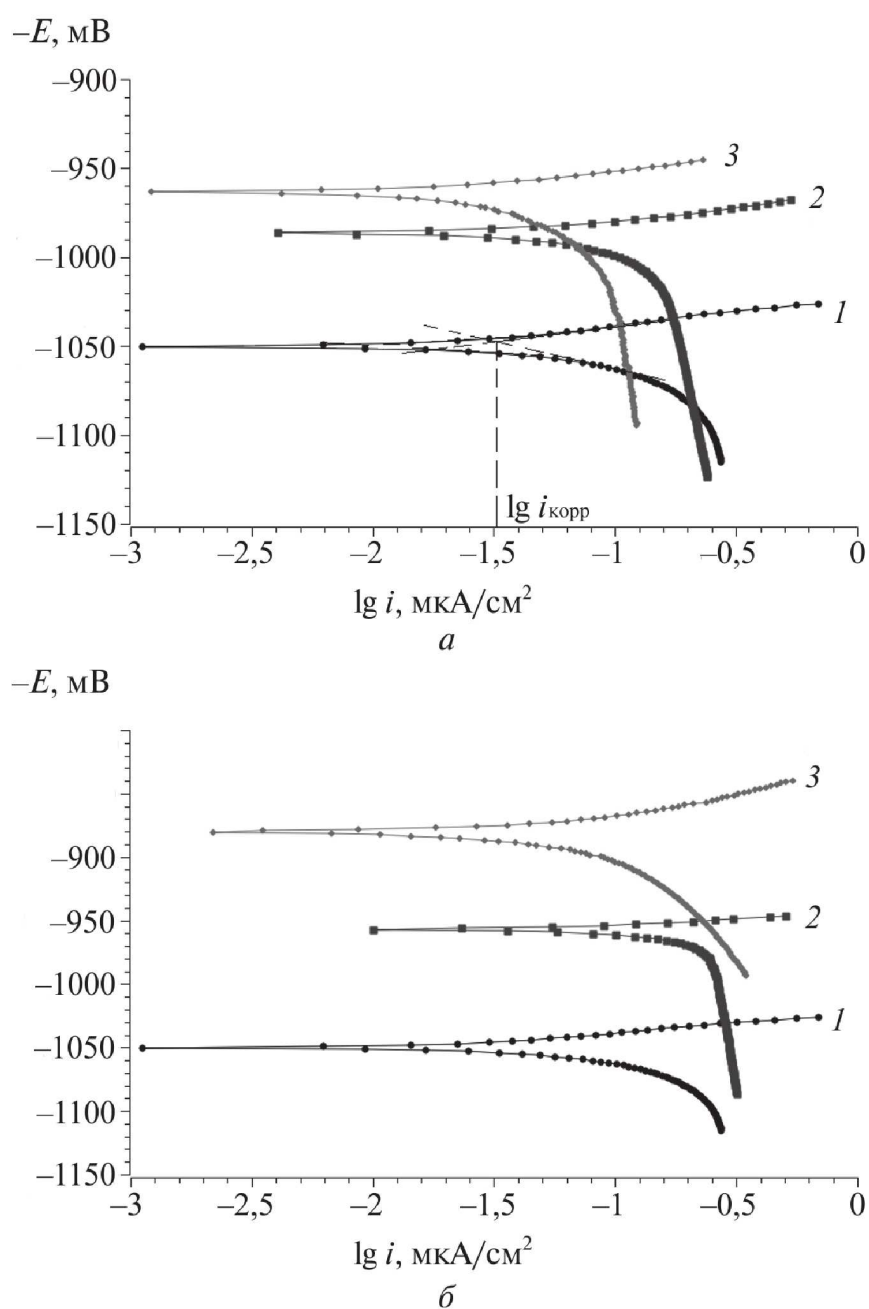 –E, мВ
–900
3
–950
2
–1000
1
–1050
–1100
lg iкорр
–1150
–3 –2,5 –2 –1,5 –1 –0,5 0
lg i, мкА/см²
а
–E, мВ
3
–900
2
–950
–1000
1
–1050
–1100
–1150
–3 –2,5 –2 –1,5 –1 –0,5 0
lg i, мкА/см²
б